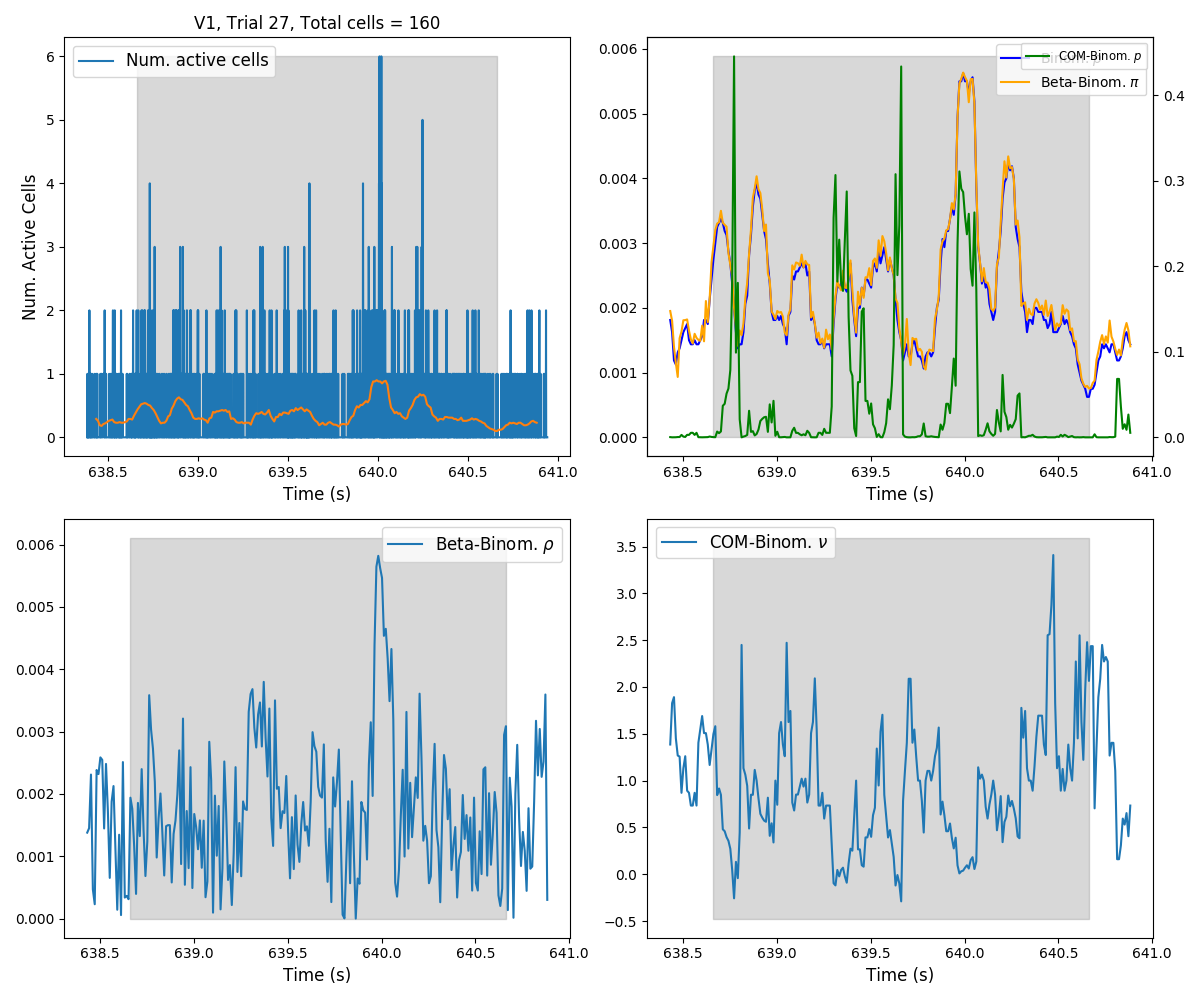 V1, Trial 27, Total cells = 160
Num. active cells
Num. Active Cells
6
5
4
3
2
1
0
638.5 639.0 639.5 640.0 640.5 641.0
Time (s)
COM-Binom. p
Beta-Binom. π
0.006
0.005
0.004
0.003
0.002
0.001
0.000
0.4
0.3
0.2
0.1
0.0
638.5 639.0 639.5 640.0 640.5 641.0
Time (s)
Beta-Binom. ρ
0.006
0.005
0.004
0.003
0.002
0.001
0.000
638.5 639.0 639.5 640.0 640.5 641.0
Time (s)
COM-Binom. ν
3.5
3.0
2.5
2.0
1.5
1.0
0.5
0.0
−0.5
638.5 639.0 639.5 640.0 640.5 641.0
Time (s)